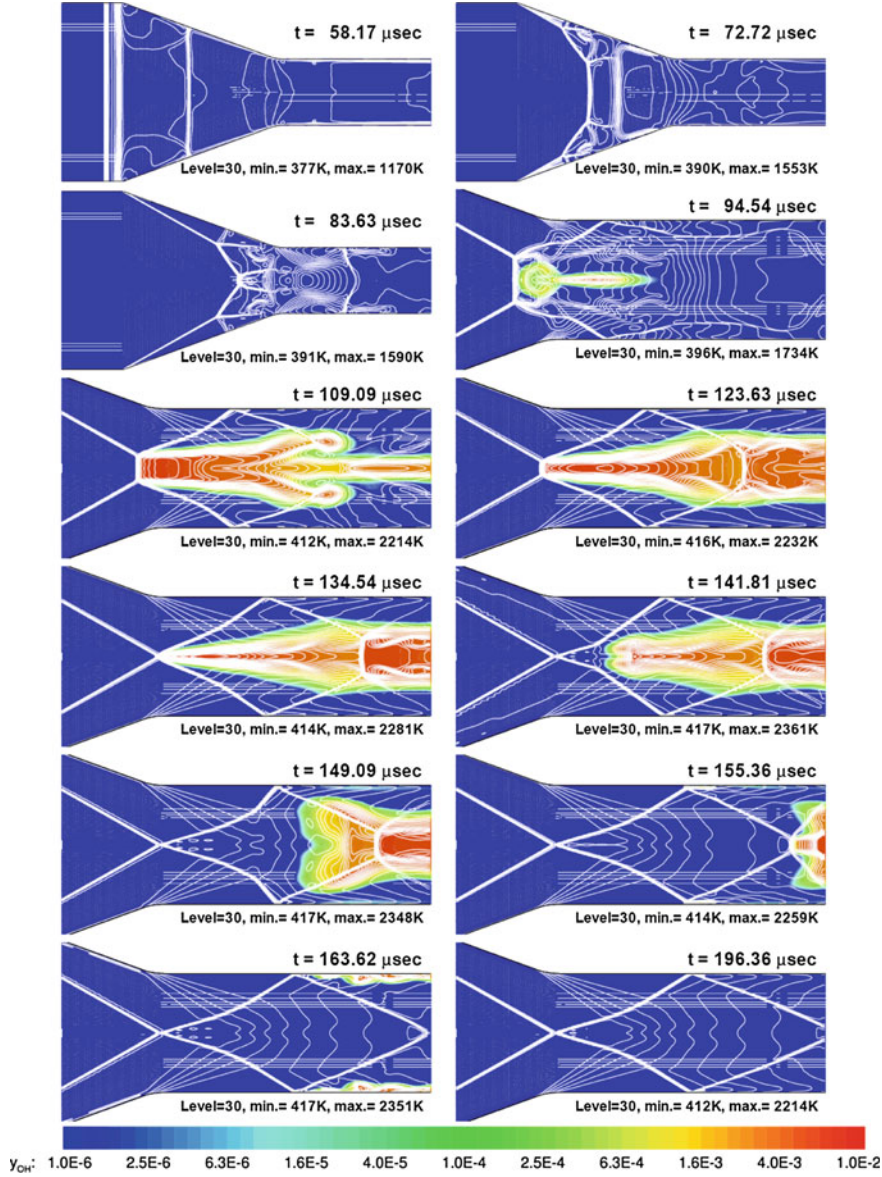 t = 58.17 μsec
Level=30, min.= 377K, max.= 1170K
t = 72.72 μsec
Level=30, min.= 390K, max.= 1553K
t = 83.63 μsec
Level=30, min.= 391K, max.= 1590K
t = 94.54 μsec
Level=30, min.= 396K, max.= 1734K
t = 109.09 μsec
Level=30, min.= 412K, max.= 2214K
t = 123.63 μsec
Level=30, min.= 416K, max.= 2232K
t = 134.54 μsec
Level=30, min.= 414K, max.= 2281K
t = 141.81 μsec
Level=30, min.= 417K, max.= 2361K
t = 149.09 μsec
Level=30, min.= 417K, max.= 2348K
t = 155.36 μsec
Level=30, min.= 414K, max.= 2259K
t = 163.62 μsec
Level=30, min.= 417K, max.= 2351K
t = 196.36 μsec
Level=30, min.= 412K, max.= 2214K
yOH: 1.0E-6 2.5E-6 6.3E-6 1.6E-5 4.0E-5 1.0E-4 2.5E-4 6.3E-4 1.6E-3 4.0E-3 1.0E-2